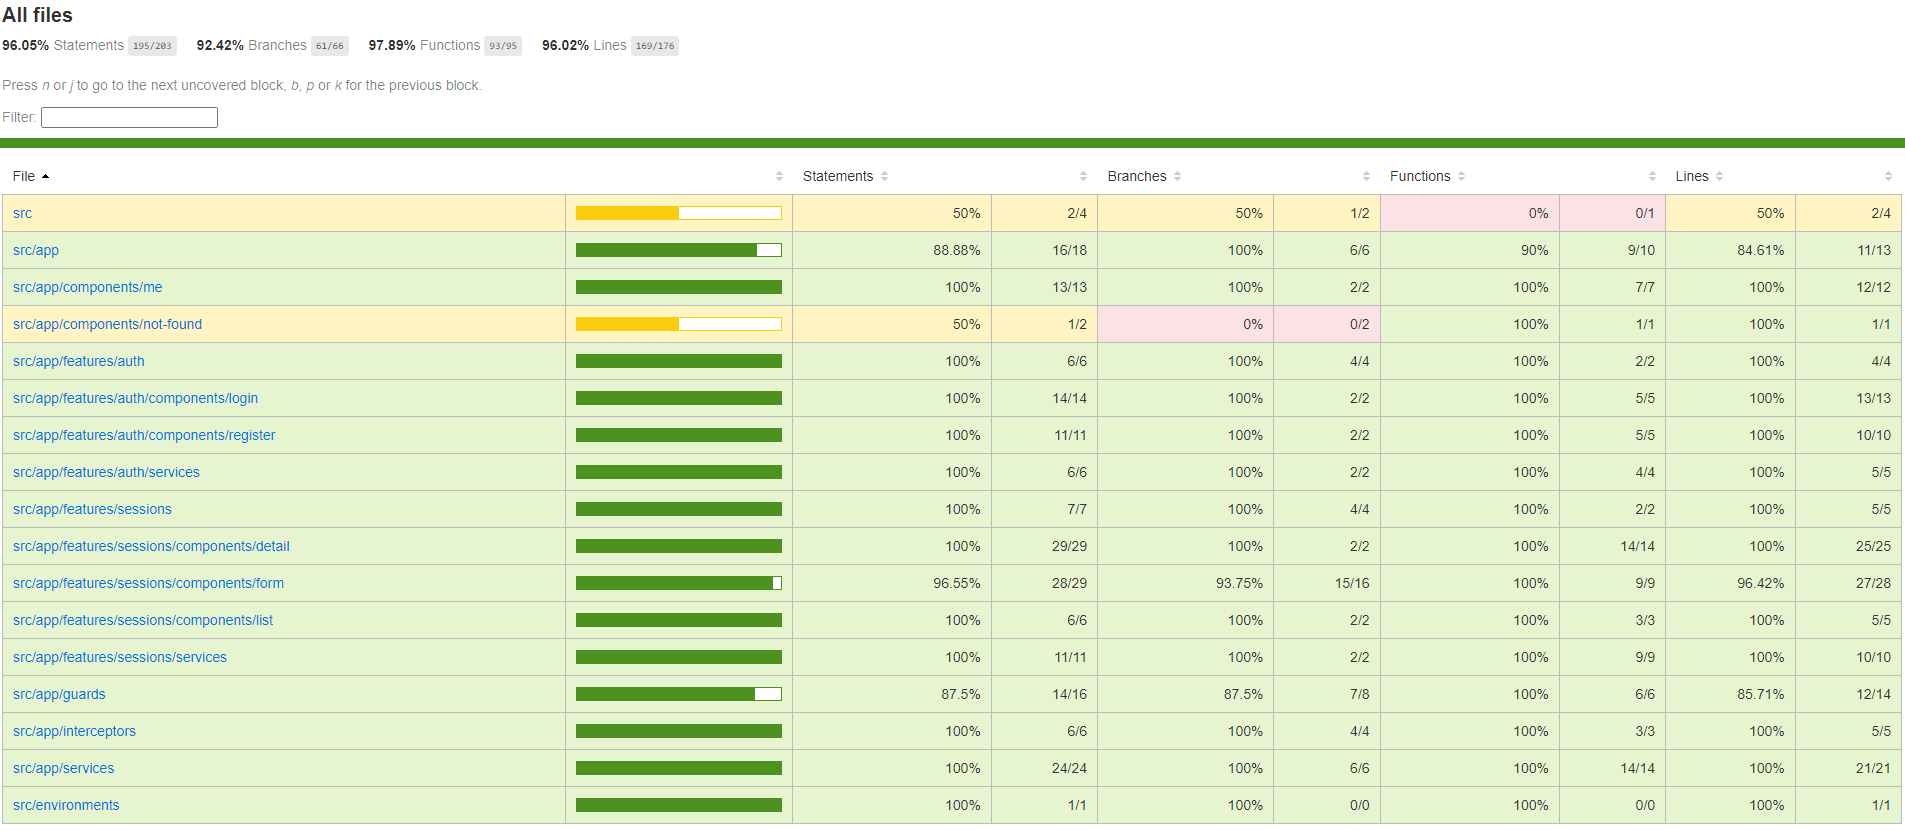 All files
96.05% Statements 195/203 92.42% Branches 61/66 97.89% Functions 93/95 96.02% Lines 169/176
Press n or j to go to the next uncovered block, b, p or k for the previous block.
Filter:
File Statements Branches Functions Lines
src 50% 2/4 50% 1/2 0% 0/1 50% 2/4
src/app 88.88% 16/18 100% 6/6 90% 9/10 84.61% 11/13
src/app/components/me 100% 13/13 100% 2/2 100% 7/7 100% 12/12
src/app/components/not-found 50% 1/2 0% 0/2 100% 1/1 100% 1/1
src/app/features/auth 100% 6/6 100% 4/4 100% 2/2 100% 4/4
src/app/features/auth/components/login 100% 14/14 100% 2/2 100% 5/5 100% 13/13
src/app/features/auth/components/register 100% 11/11 100% 2/2 100% 5/5 100% 10/10
src/app/features/auth/services 100% 6/6 100% 2/2 100% 4/4 100% 5/5
src/app/features/sessions 100% 7/7 100% 4/4 100% 2/2 100% 5/5
src/app/features/sessions/components/detail 100% 29/29 100% 2/2 100% 14/14 100% 25/25
src/app/features/sessions/components/form 96.55% 28/29 93.75% 15/16 100% 9/9 96.42% 27/28
src/app/features/sessions/components/list 100% 6/6 100% 2/2 100% 3/3 100% 5/5
src/app/features/sessions/services 100% 11/11 100% 2/2 100% 9/9 100% 10/10
src/app/guards 87.5% 14/16 87.5% 7/8 100% 6/6 85.71% 12/14
src/app/interceptors 100% 6/6 100% 4/4 100% 3/3 100% 5/5
src/app/services 100% 24/24 100% 6/6 100% 14/14 100% 21/21
src/environments 100% 1/1 100% 0/0 100% 0/0 100% 1/1